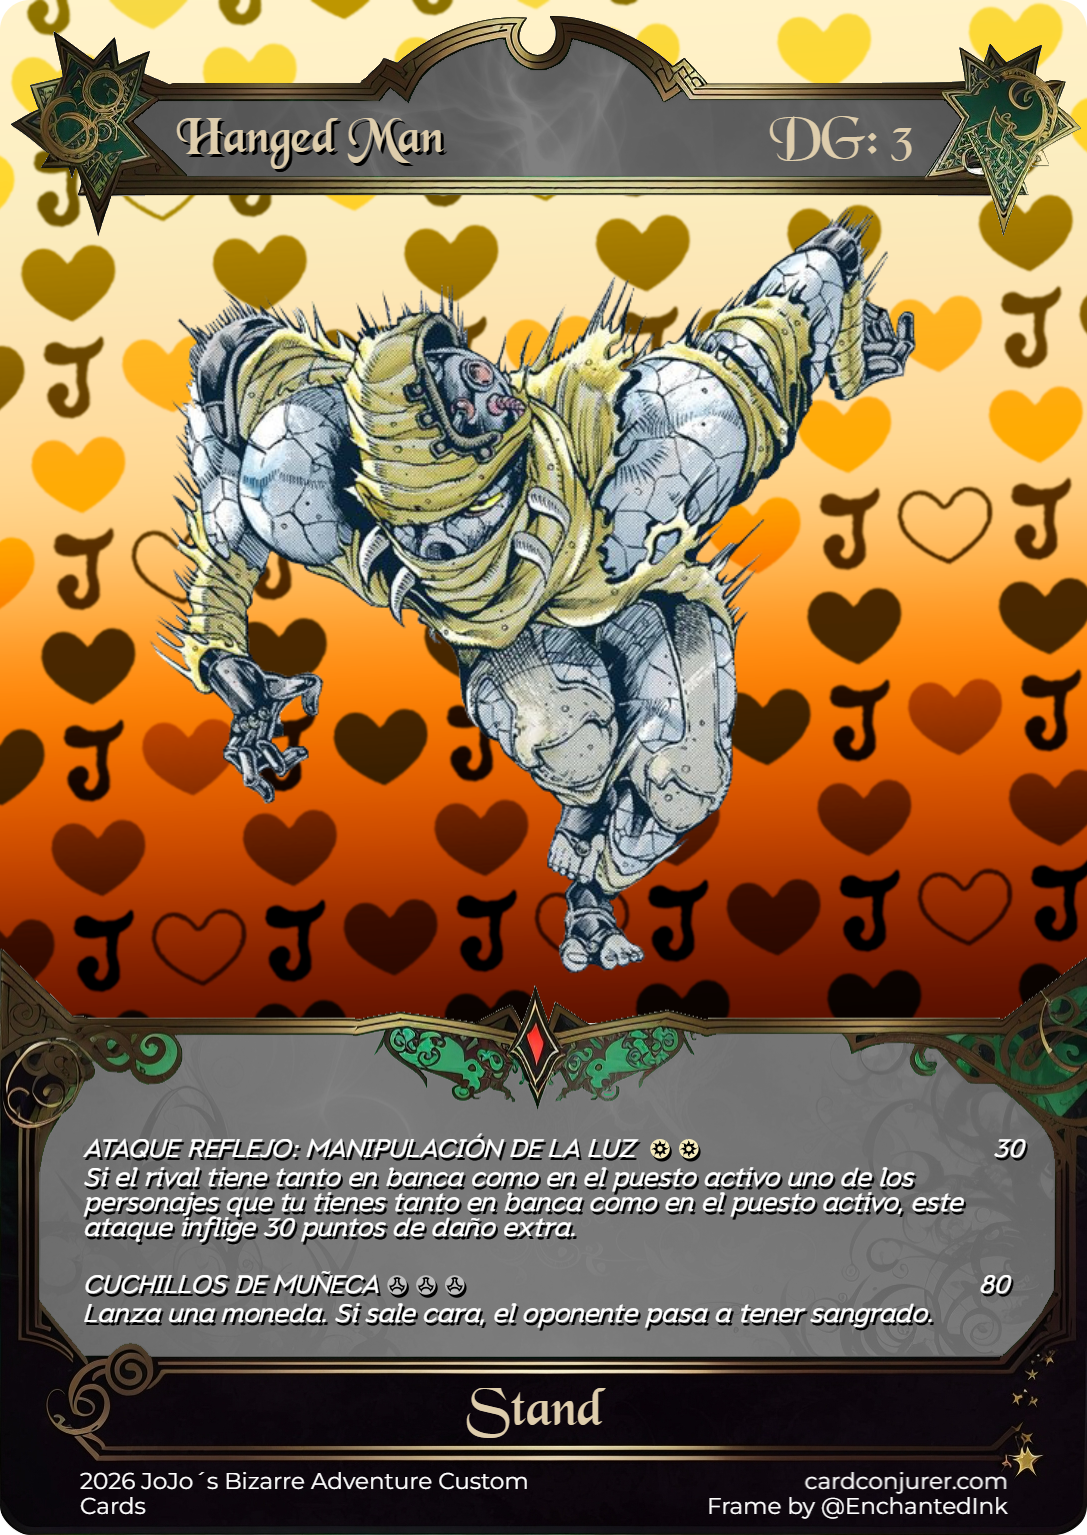 Hanged Man DG: 3
ATAQUE REFLEJO: MANIPULACIÓN DE LA LUZ 30
Si el rival tiene tanto en banca como en el puesto activo uno de los
personajes que tu tienes tanto en banca como en el puesto activo, este
ataque inflige 30 puntos de daño extra.
CUCHILLOS DE MUÑECA 80
Lanza una moneda. Si sale cara, el oponente pasa a tener sangrado.
Stand
2026 JoJo´s Bizarre Adventure Custom
Cards
cardconjurer.com
Frame by @EnchantedInk